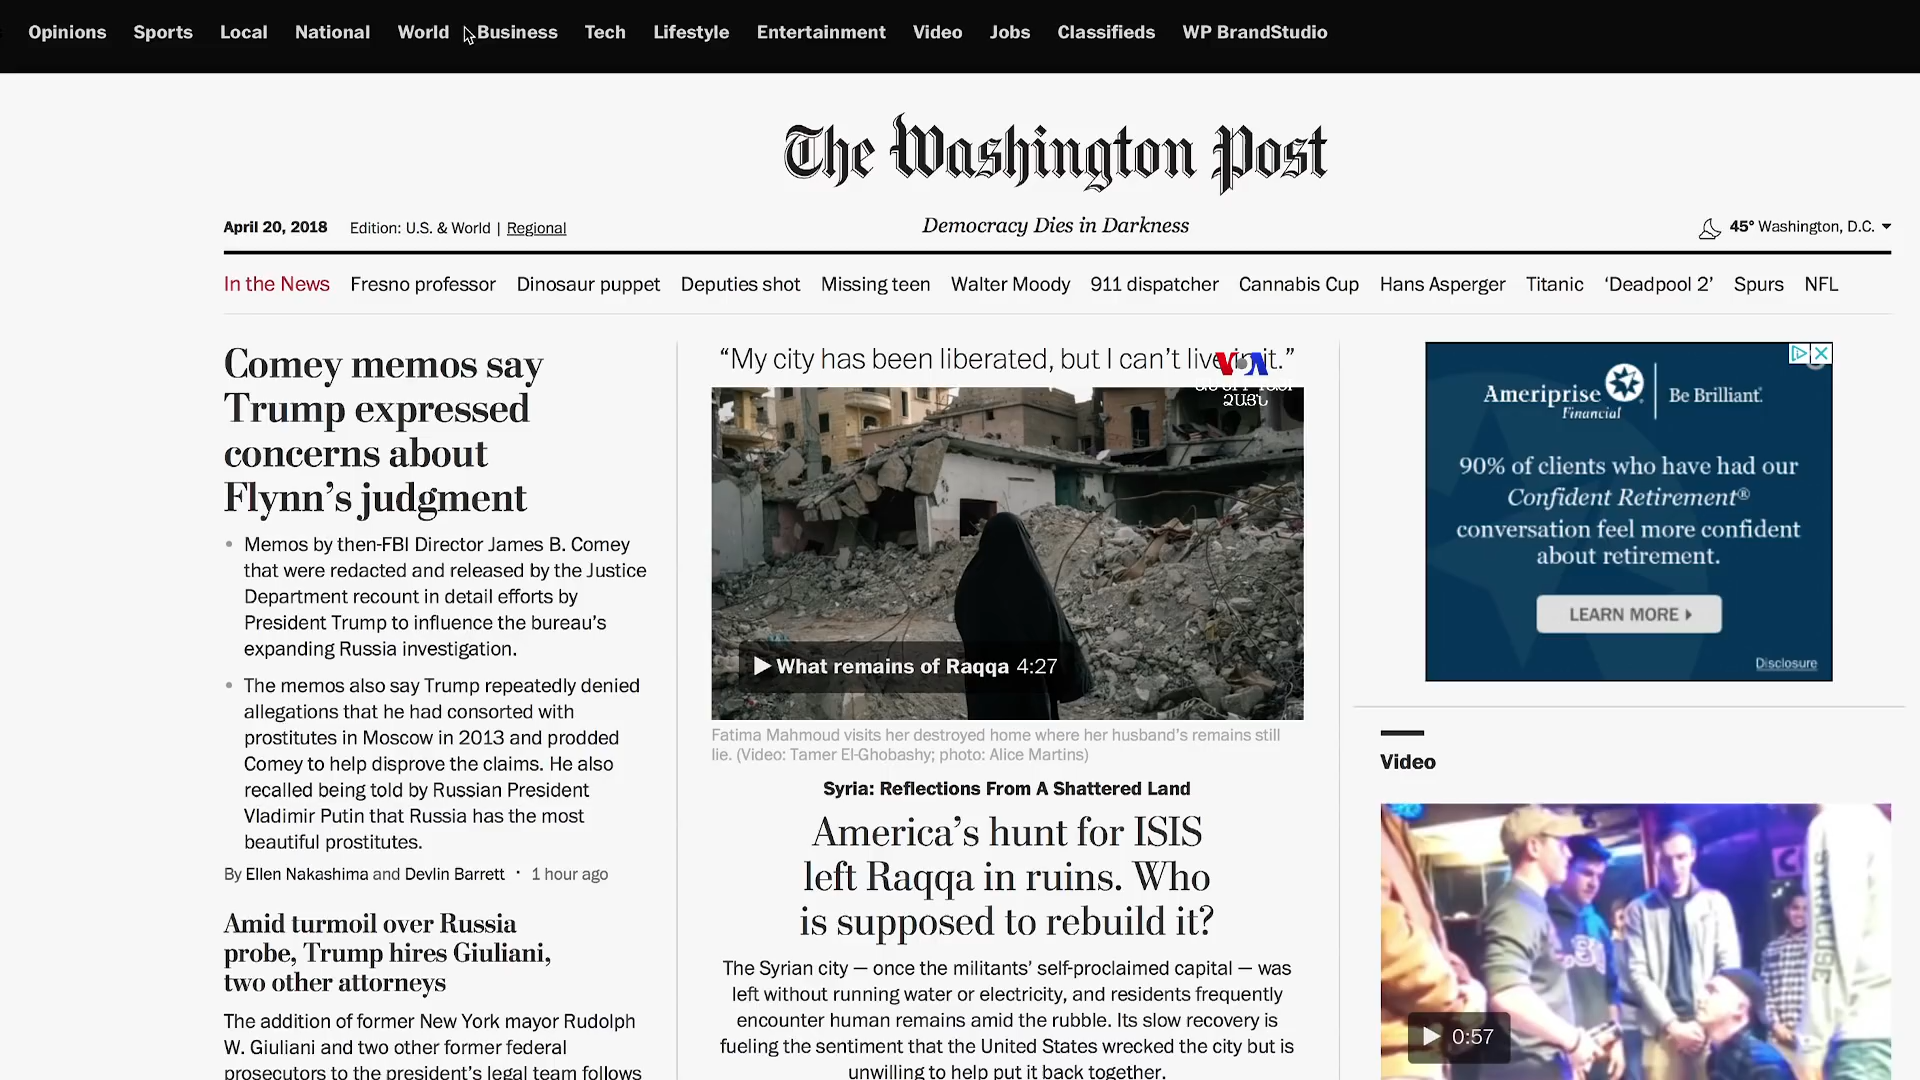 Opinions Sports Local National World Business Tech Lifestyle Entertainment Video Jobs Classifieds WP BrandStudio
The Washington Post
April 20, 2018 Edition: U.S. & World | Regional
Democracy Dies in Darkness
45° Washington, D.C.
In the News Fresno professor Dinosaur puppet Deputies shot Missing teen Walter Moody 911 dispatcher Cannabis Cup Hans Asperger Titanic ‘Deadpool 2’ Spurs NFL
Comey memos say
Trump expressed
concerns about
Flynn’s judgment
• Memos by then-FBI Director James B. Comey
that were redacted and released by the Justice
Department recount in detail efforts by
President Trump to influence the bureau’s
expanding Russia investigation.
• The memos also say Trump repeatedly denied
allegations that he had consorted with
prostitutes in Moscow in 2013 and prodded
Comey to help disprove the claims. He also
recalled being told by Russian President
Vladimir Putin that Russia has the most
beautiful prostitutes.
By Ellen Nakashima and Devlin Barrett • 1 hour ago
Amid turmoil over Russia
probe, Trump hires Giuliani,
two other attorneys
The addition of former New York mayor Rudolph
W. Giuliani and two other former federal
prosecutors to the president’s legal team follows
“My city has been liberated, but I can’t live in it.”
VOA
ՁԱՅՆ
What remains of Raqqa 4:27
Fatima Mahmoud visits her destroyed home where her husband’s remains still
lie. (Video: Tamer El-Ghobashy; photo: Alice Martins)
Syria: Reflections From A Shattered Land
America’s hunt for ISIS
left Raqqa in ruins. Who
is supposed to rebuild it?
The Syrian city — once the militants’ self-proclaimed capital — was
left without running water or electricity, and residents frequently
encounter human remains amid the rubble. Its slow recovery is
fueling the sentiment that the United States wrecked the city but is
unwilling to help put it back together.
Ameriprise
Financial
Be Brilliant.
90% of clients who have had our
Confident Retirement®
conversation feel more confident
about retirement.
LEARN MORE
Disclosure
Video
SYRACUSE
0:57